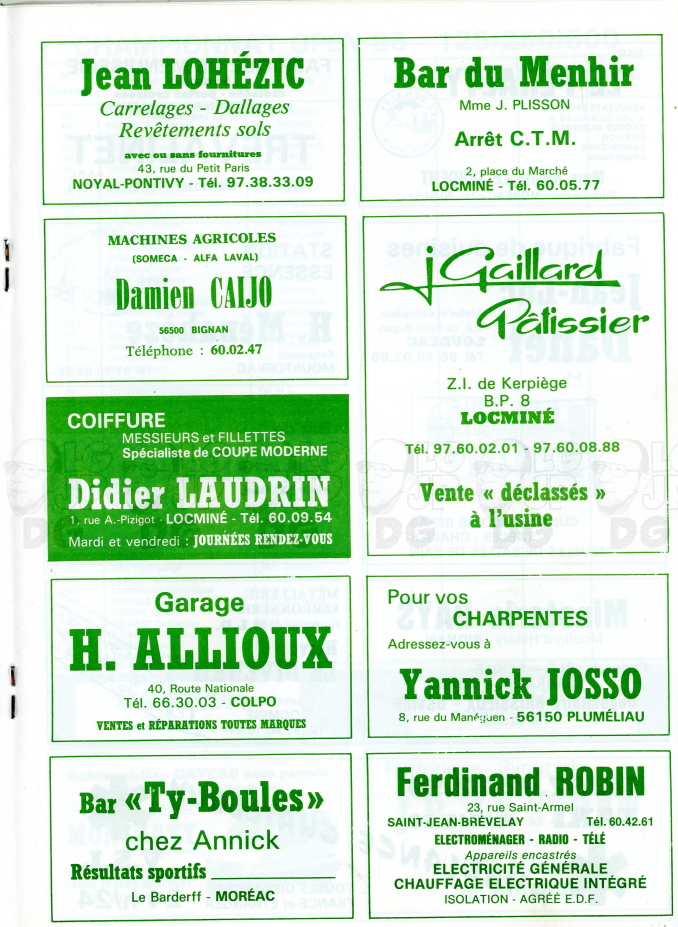 Jean LOHÉZIC
Carrelages - Dallages
Revêtements sols
avec ou sans fournitures
43, rue du Petit Paris
NOYAL-PONTIVY - Tél. 97.38.33.09
Bar du Menhir
Mme J. PLISSON
Arrêt C.T.M.
2, place du Marché
LOCMINÉ - Tél. 60.05.77
MACHINES AGRICOLES
(SOMECA - ALFA LAVAL)
Damien CAIJO
56500 BIGNAN
Téléphone : 60.02.47
j Gaillard
Pâtissier
Z.I. de Kerpiège
B.P. 8
LOCMINÉ
Tél. 97.60.02.01 - 97.60.08.88
Vente « déclassés »
à l'usine
COIFFURE
MESSIEURS et FILLETTES
Spécialiste de COUPE MODERNE
Didier LAUDRIN
1, rue A.-Pizigot - LOCMINÉ - Tél. 60.09.54
Mardi et vendredi : JOURNÉES RENDEZ-VOUS
Garage
H. ALLIOUX
40, Route Nationale
Tél. 66.30.03 - COLPO
VENTES et RÉPARATIONS TOUTES MARQUES
Pour vos
CHARPENTES
Adressez-vous à
Yannick JOSSO
8, rue du Manéguen - 56150 PLUMÉLIAU
Bar «Ty-Boules»
chez Annick
Résultats sportifs
Le Barderff - MORÉAC
Ferdinand ROBIN
23, rue Saint-Armel
SAINT-JEAN-BRÉVELAY Tél. 60.42.61
ELECTROMÉNAGER - RADIO - TÉLÉ
Appareils encastrés
ELECTRICITÉ GÉNÉRALE
CHAUFFAGE ELECTRIQUE INTÉGRÉ
ISOLATION - AGRÉÉ E.D.F.